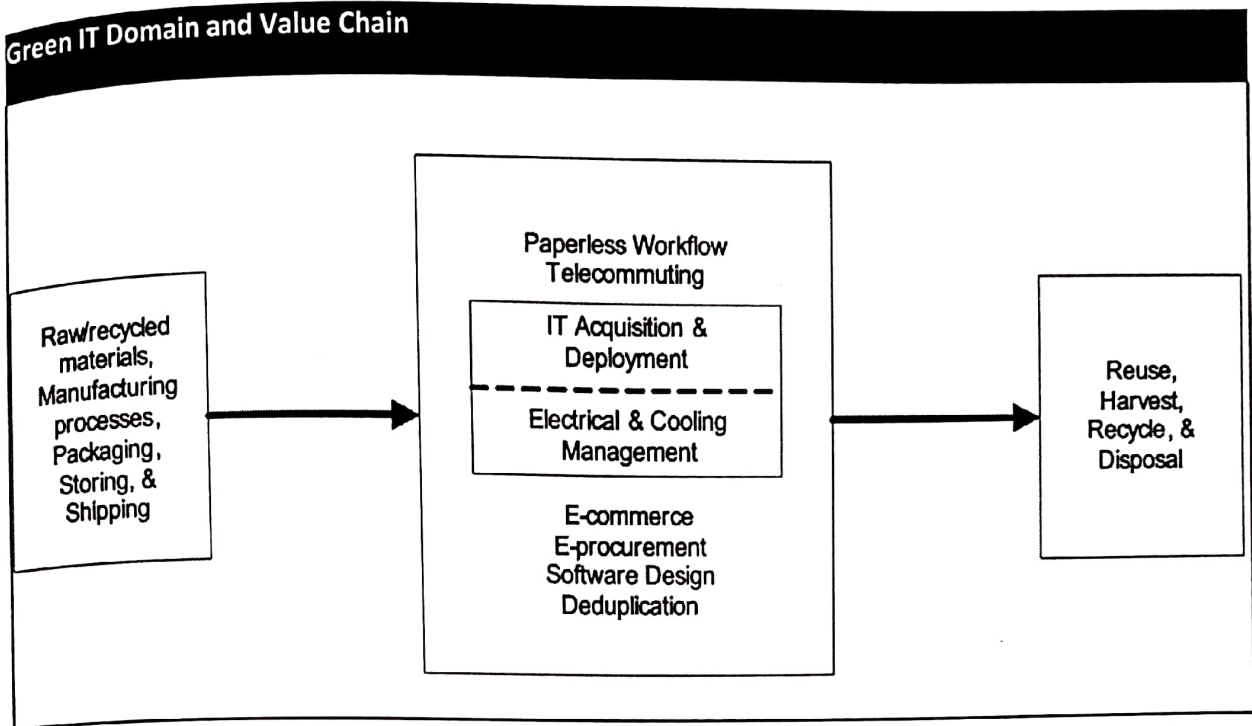 Green IT Domain and Value Chain
Raw/recycled
materials,
Manufacturing
processes,
Packaging,
Storing, &
Shipping
Paperless Workflow
Telecommuting
IT Acquisition &
Deployment
Electrical & Cooling
Management
E-commerce
E-procurement
Software Design
Deduplication
Reuse,
Harvest,
Recycle, &
Disposal